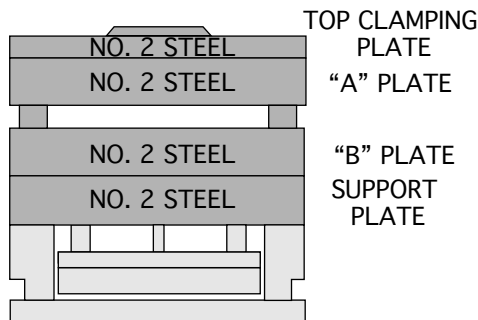 TOP CLAMPING
PLATE
NO. 2 STEEL
NO. 2 STEEL
“A” PLATE
NO. 2 STEEL
“B” PLATE
NO. 2 STEEL
SUPPORT
PLATE